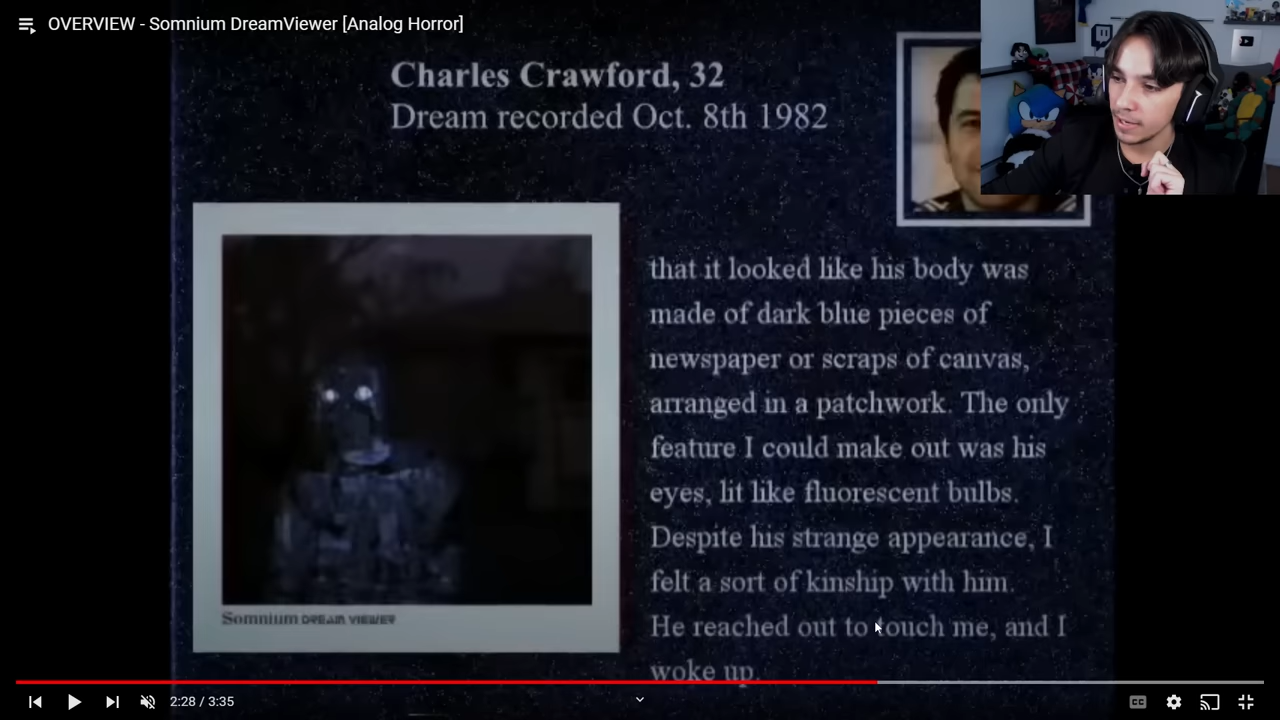 OVERVIEW - Somnium DreamViewer [Analog Horror]
Charles Crawford, 32
Dream recorded Oct. 8th 1982
that it looked like his body was
made of dark blue pieces of
newspaper or scraps of canvas,
arranged in a patchwork. The only
feature I could make out was his
eyes, lit like fluorescent bulbs.
Despite his strange appearance, I
felt a sort of kinship with him.
He reached out to touch me, and I
woke up.
Somnium DREAM VIEWER
2:28 / 3:35
CC